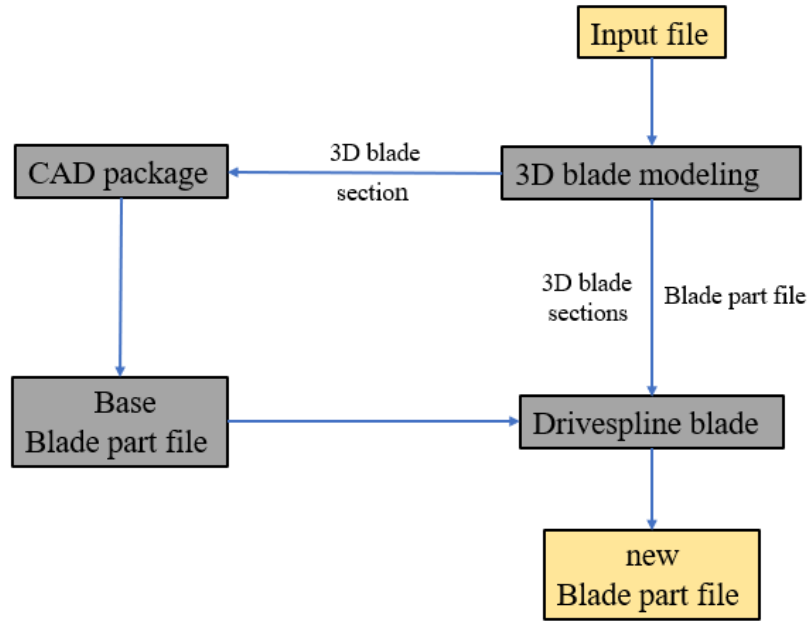 Input file
3D blade
section
CAD package
3D blade modeling
3D blade
sections
Blade part file
Base
Blade part file
Drivespline blade
new
Blade part file